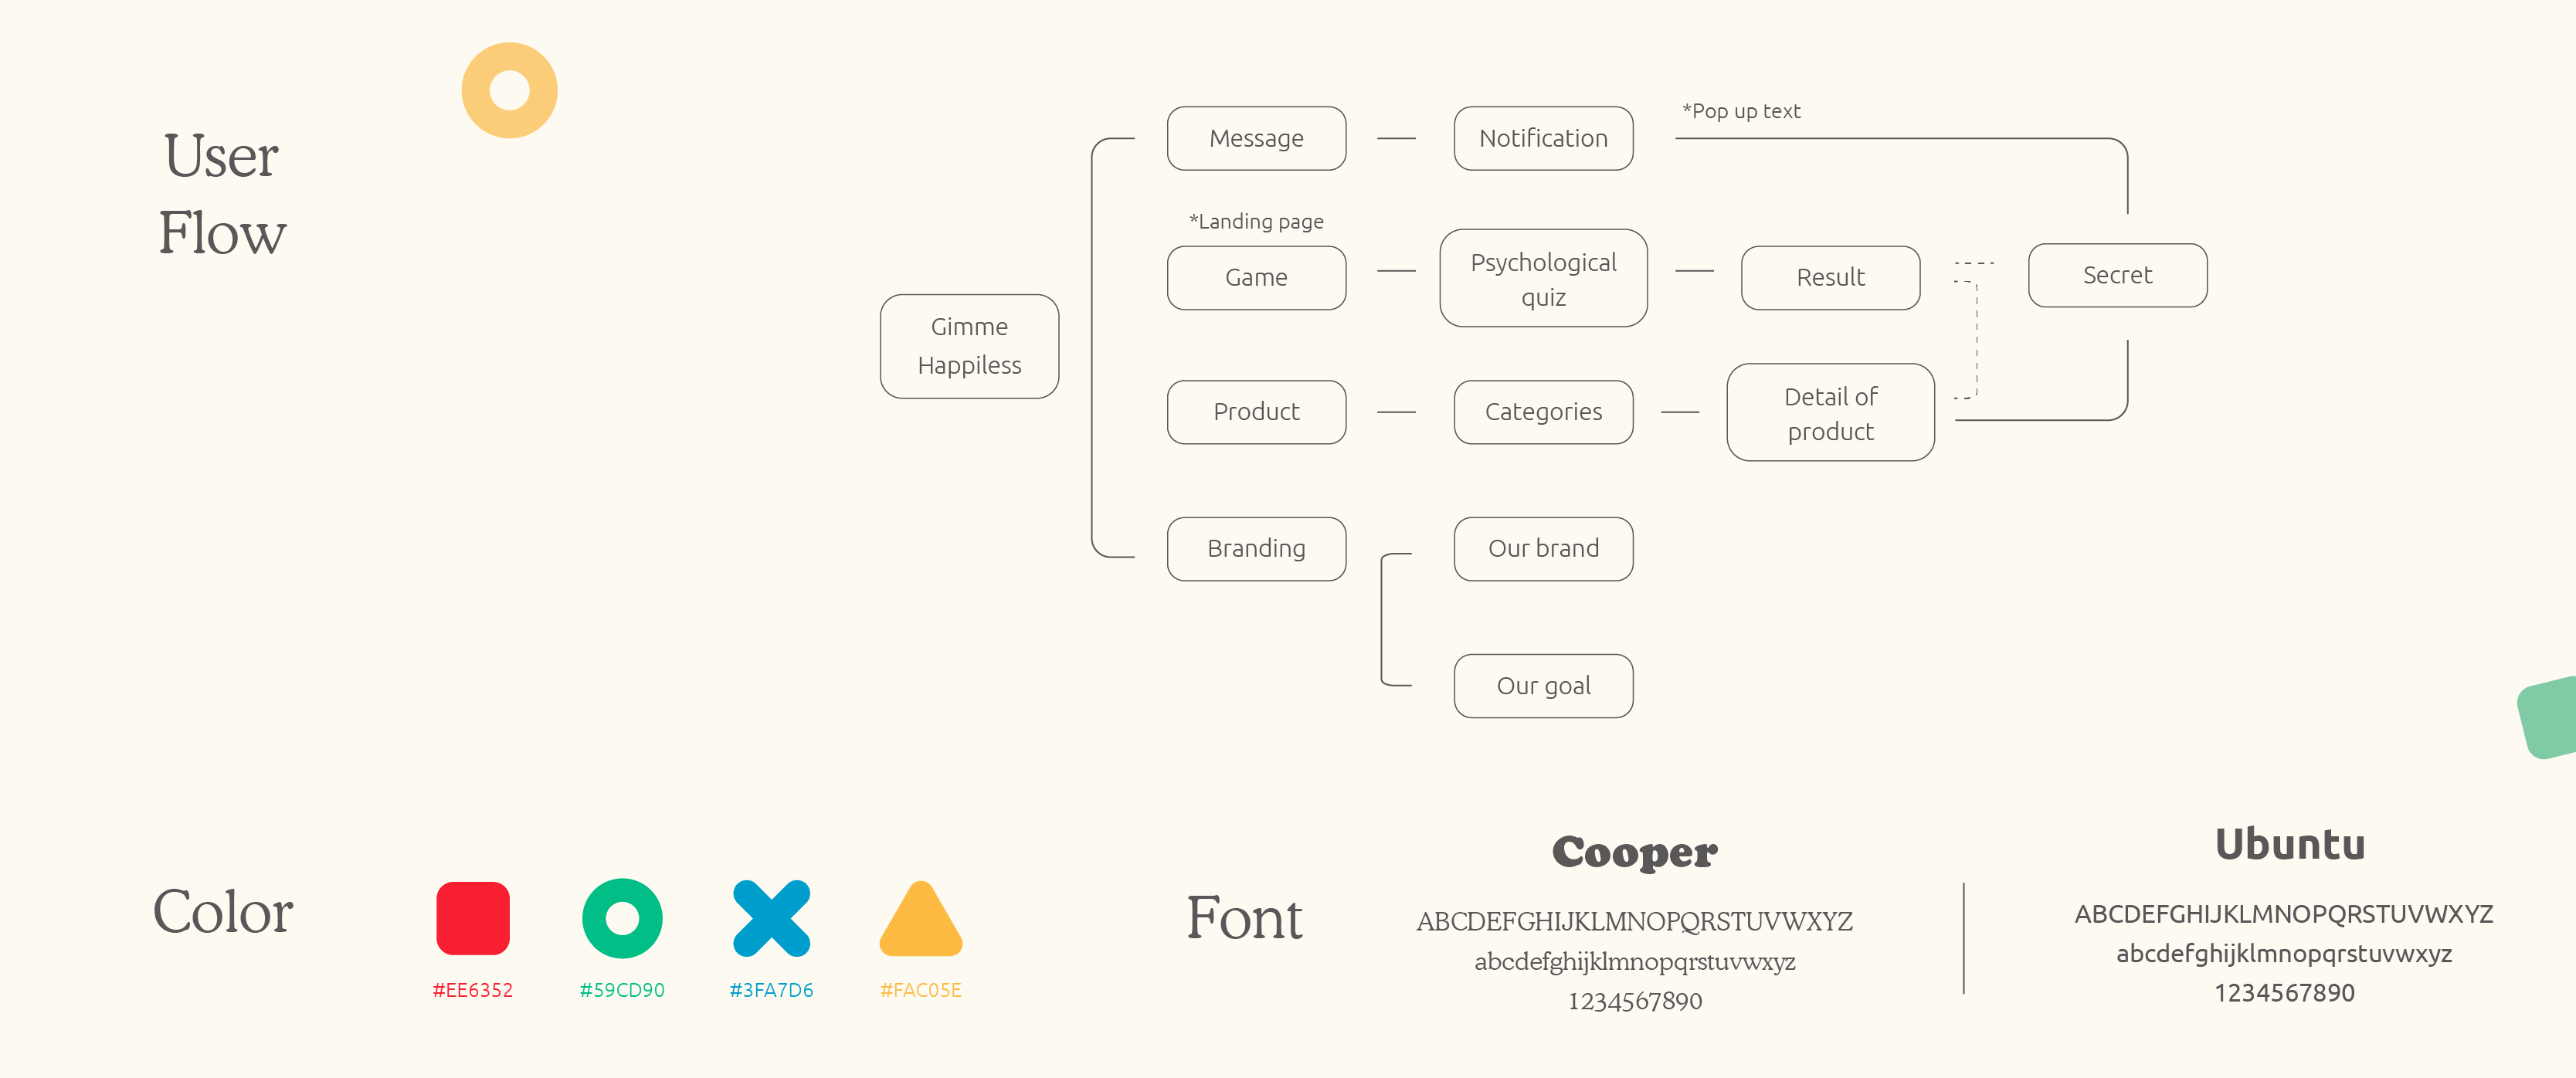 User
Flow
Gimme
Happiless
Message
Notification
*Pop up text
*Landing page
Game
Psychological
quiz
Result
Secret
Product
Categories
Detail of
product
Branding
Our brand
Our goal
Color
#EE6352
#59CD90
#3FA7D6
#FAC05E
Font
Cooper
ABCDEFGHIJKLMNOPQRSTUVWXYZ
abcdefghijklmnopqrstuvwxyz
1234567890
Ubuntu
ABCDEFGHIJKLMNOPQRSTUVWXYZ
abcdefghijklmnopqrstuvwxyz
1234567890